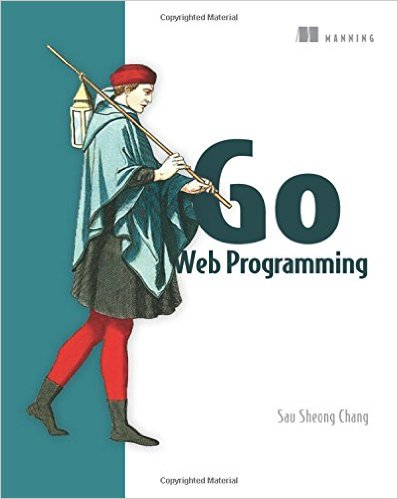 Copyrighted Material
MANNING
Go
Web Programming
Sau Sheong Chang
Copyrighted Material